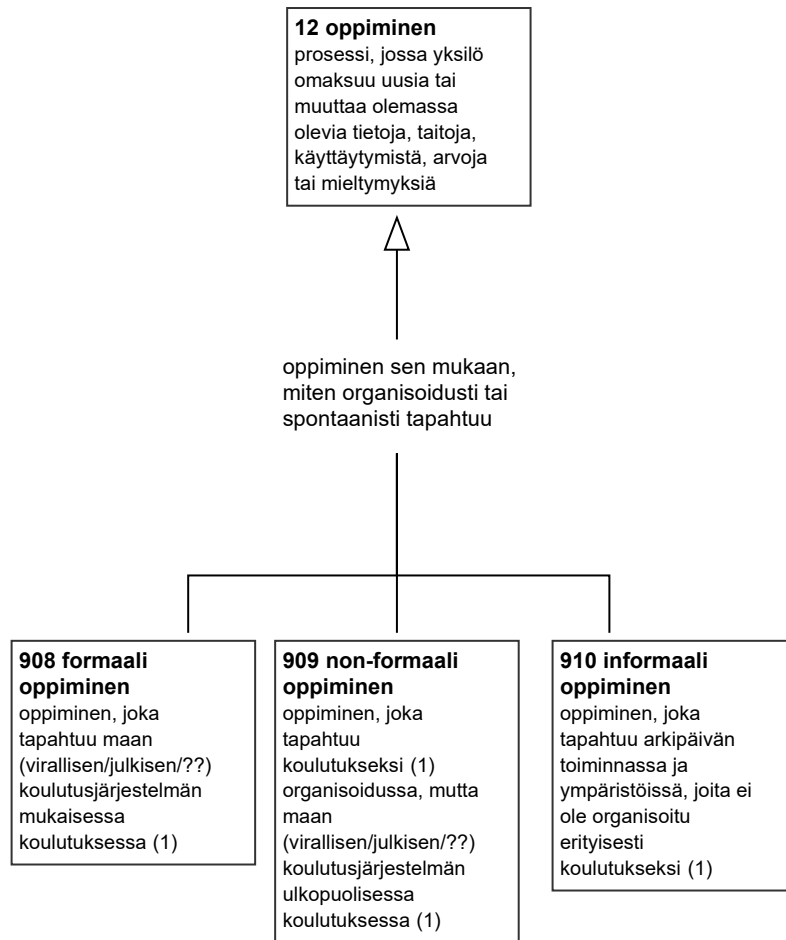 12 oppiminen
prosessi, jossa yksilö
omaksuu uusia tai
muuttaa olemassa
olevia tietoja, taitoja,
käyttäytymistä, arvoja
tai mieltymyksiä
oppiminen sen mukaan,
miten organisoidusti tai
spontaanisti tapahtuu
908 formaali
oppiminen
oppiminen, joka
tapahtuu maan
(virallisen/julkisen/??)
koulutusjärjestelmän
mukaisessa
koulutuksessa (1)
909 non-formaali
oppiminen
oppiminen, joka
tapahtuu
koulutukseksi (1)
organisoidussa, mutta
maan
(virallisen/julkisen/??)
koulutusjärjestelmän
ulkopuolisessa
koulutuksessa (1)
910 informaali
oppiminen
oppiminen, joka
tapahtuu arkipäivän
toiminnassa ja
ympäristöissä, joita ei
ole organisoitu
erityisesti
koulutukseksi (1)